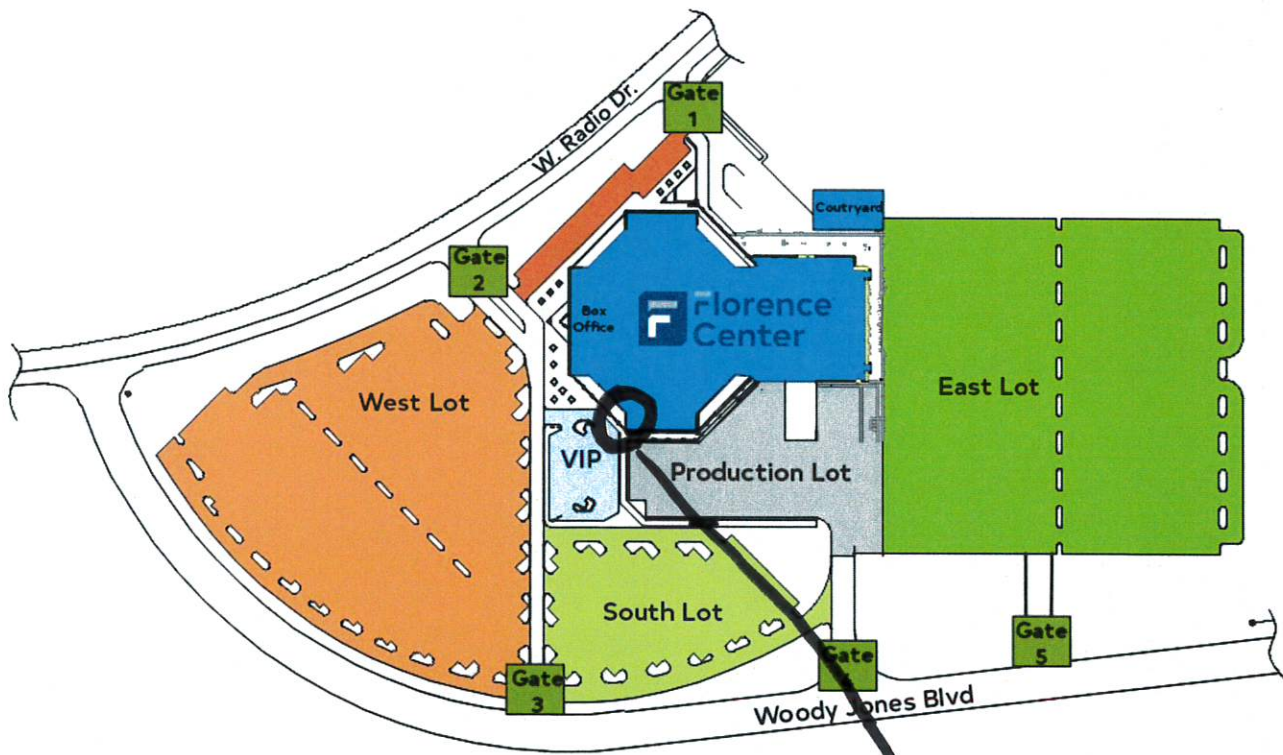 Gate
1
W. Radio Dr.
Coutryard
Gate
2
Box
Office
Florence
Center
West Lot
East Lot
VIP
Production Lot
South Lot
Gate
5
Gate
Gate
3
Woody Jones Blvd